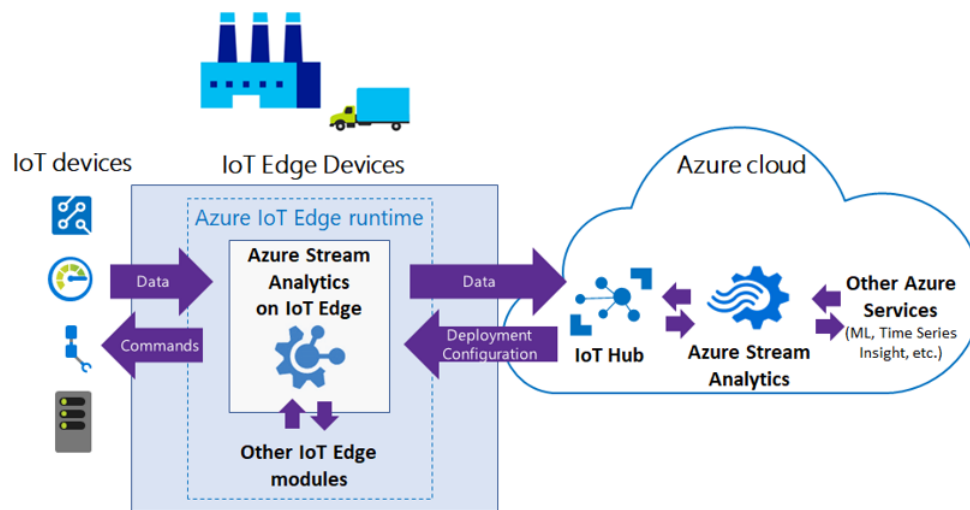 IoT devices
IoT Edge Devices
Azure cloud
Azure IoT Edge runtime
Azure Stream
Analytics
on IoT Edge
Data
Commands
Other IoT Edge
modules
Data
Deployment
Configuration
IoT Hub
Azure Stream
Analytics
Other Azure
Services
(ML, Time Series
Insight, etc.)